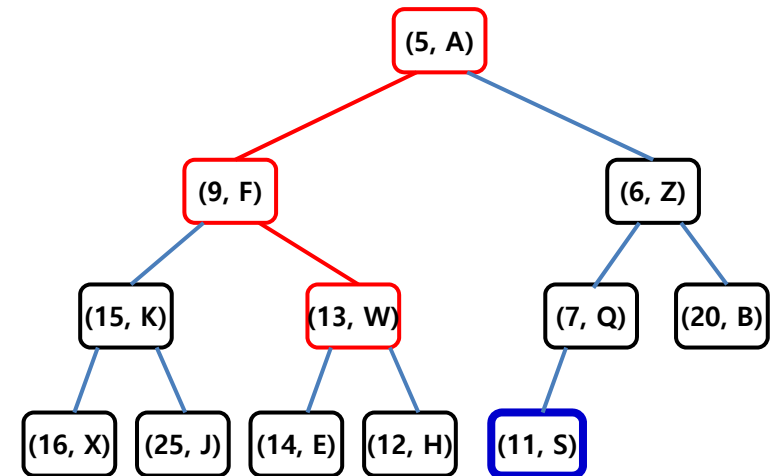 (5, A)
(9, F)
(6, Z)
(15, K)
(13, W)
(7, Q)
(20, B)
(16, X)
(25, J)
(14, E)
(12, H)
(11, S)